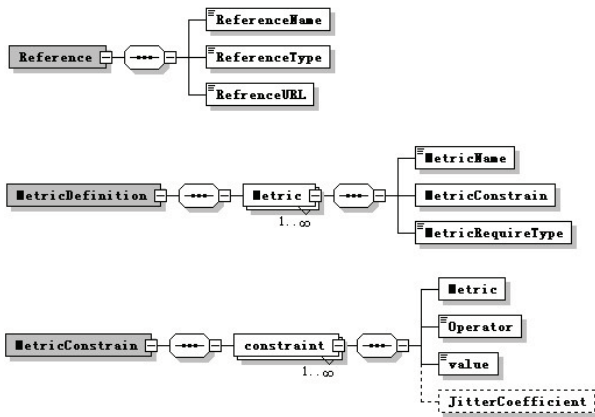 ReferenceName
Reference
ReferenceType
RefrenceURL
MetricName
MetricDefinition
Metric
MetricConstrain
1..∞
MetricRequireType
Metric
Operator
MetricConstrain
constraint
value
1..∞
JitterCoefficient